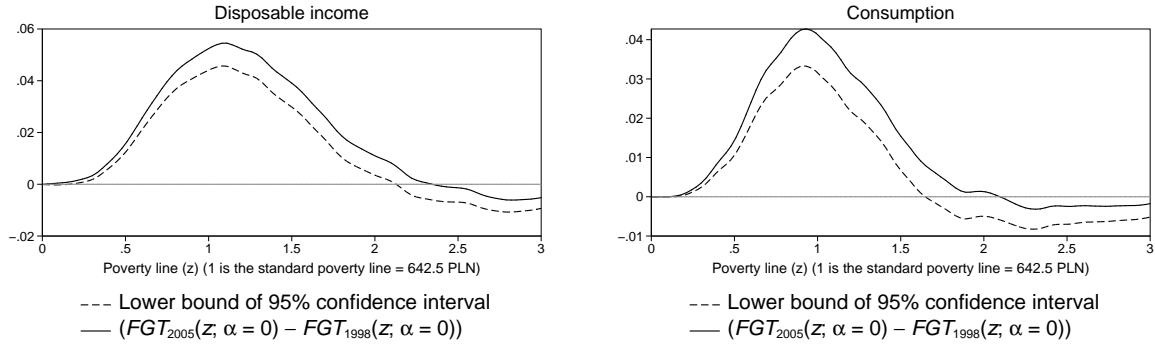 Disposable income
.06
.04
.02
0
–.02
0 .5 1 1.5 2 2.5 3
Poverty line (z) (1 is the standard poverty line = 642.5 PLN)
Lower bound of 95% confidence interval
(FGT2005(z; α = 0) – FGT1998(z; α = 0))
Consumption
.04
.03
.02
.01
0
–.01
0 .5 1 1.5 2 2.5 3
Poverty line (z) (1 is the standard poverty line = 642.5 PLN)
Lower bound of 95% confidence interval
(FGT2005(z; α = 0) – FGT1998(z; α = 0))